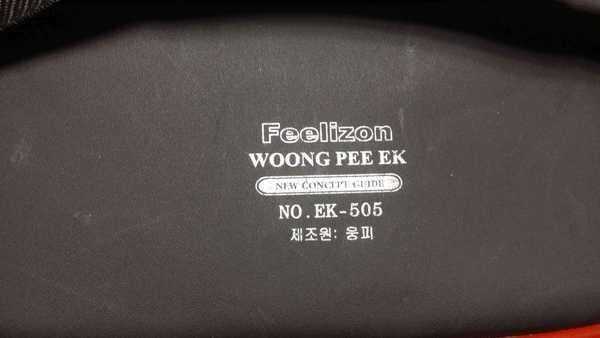 Feelizon
WOONG PEE EK
NEW CONCEPT GUIDE
NO.EK-505
제조원: 웅피